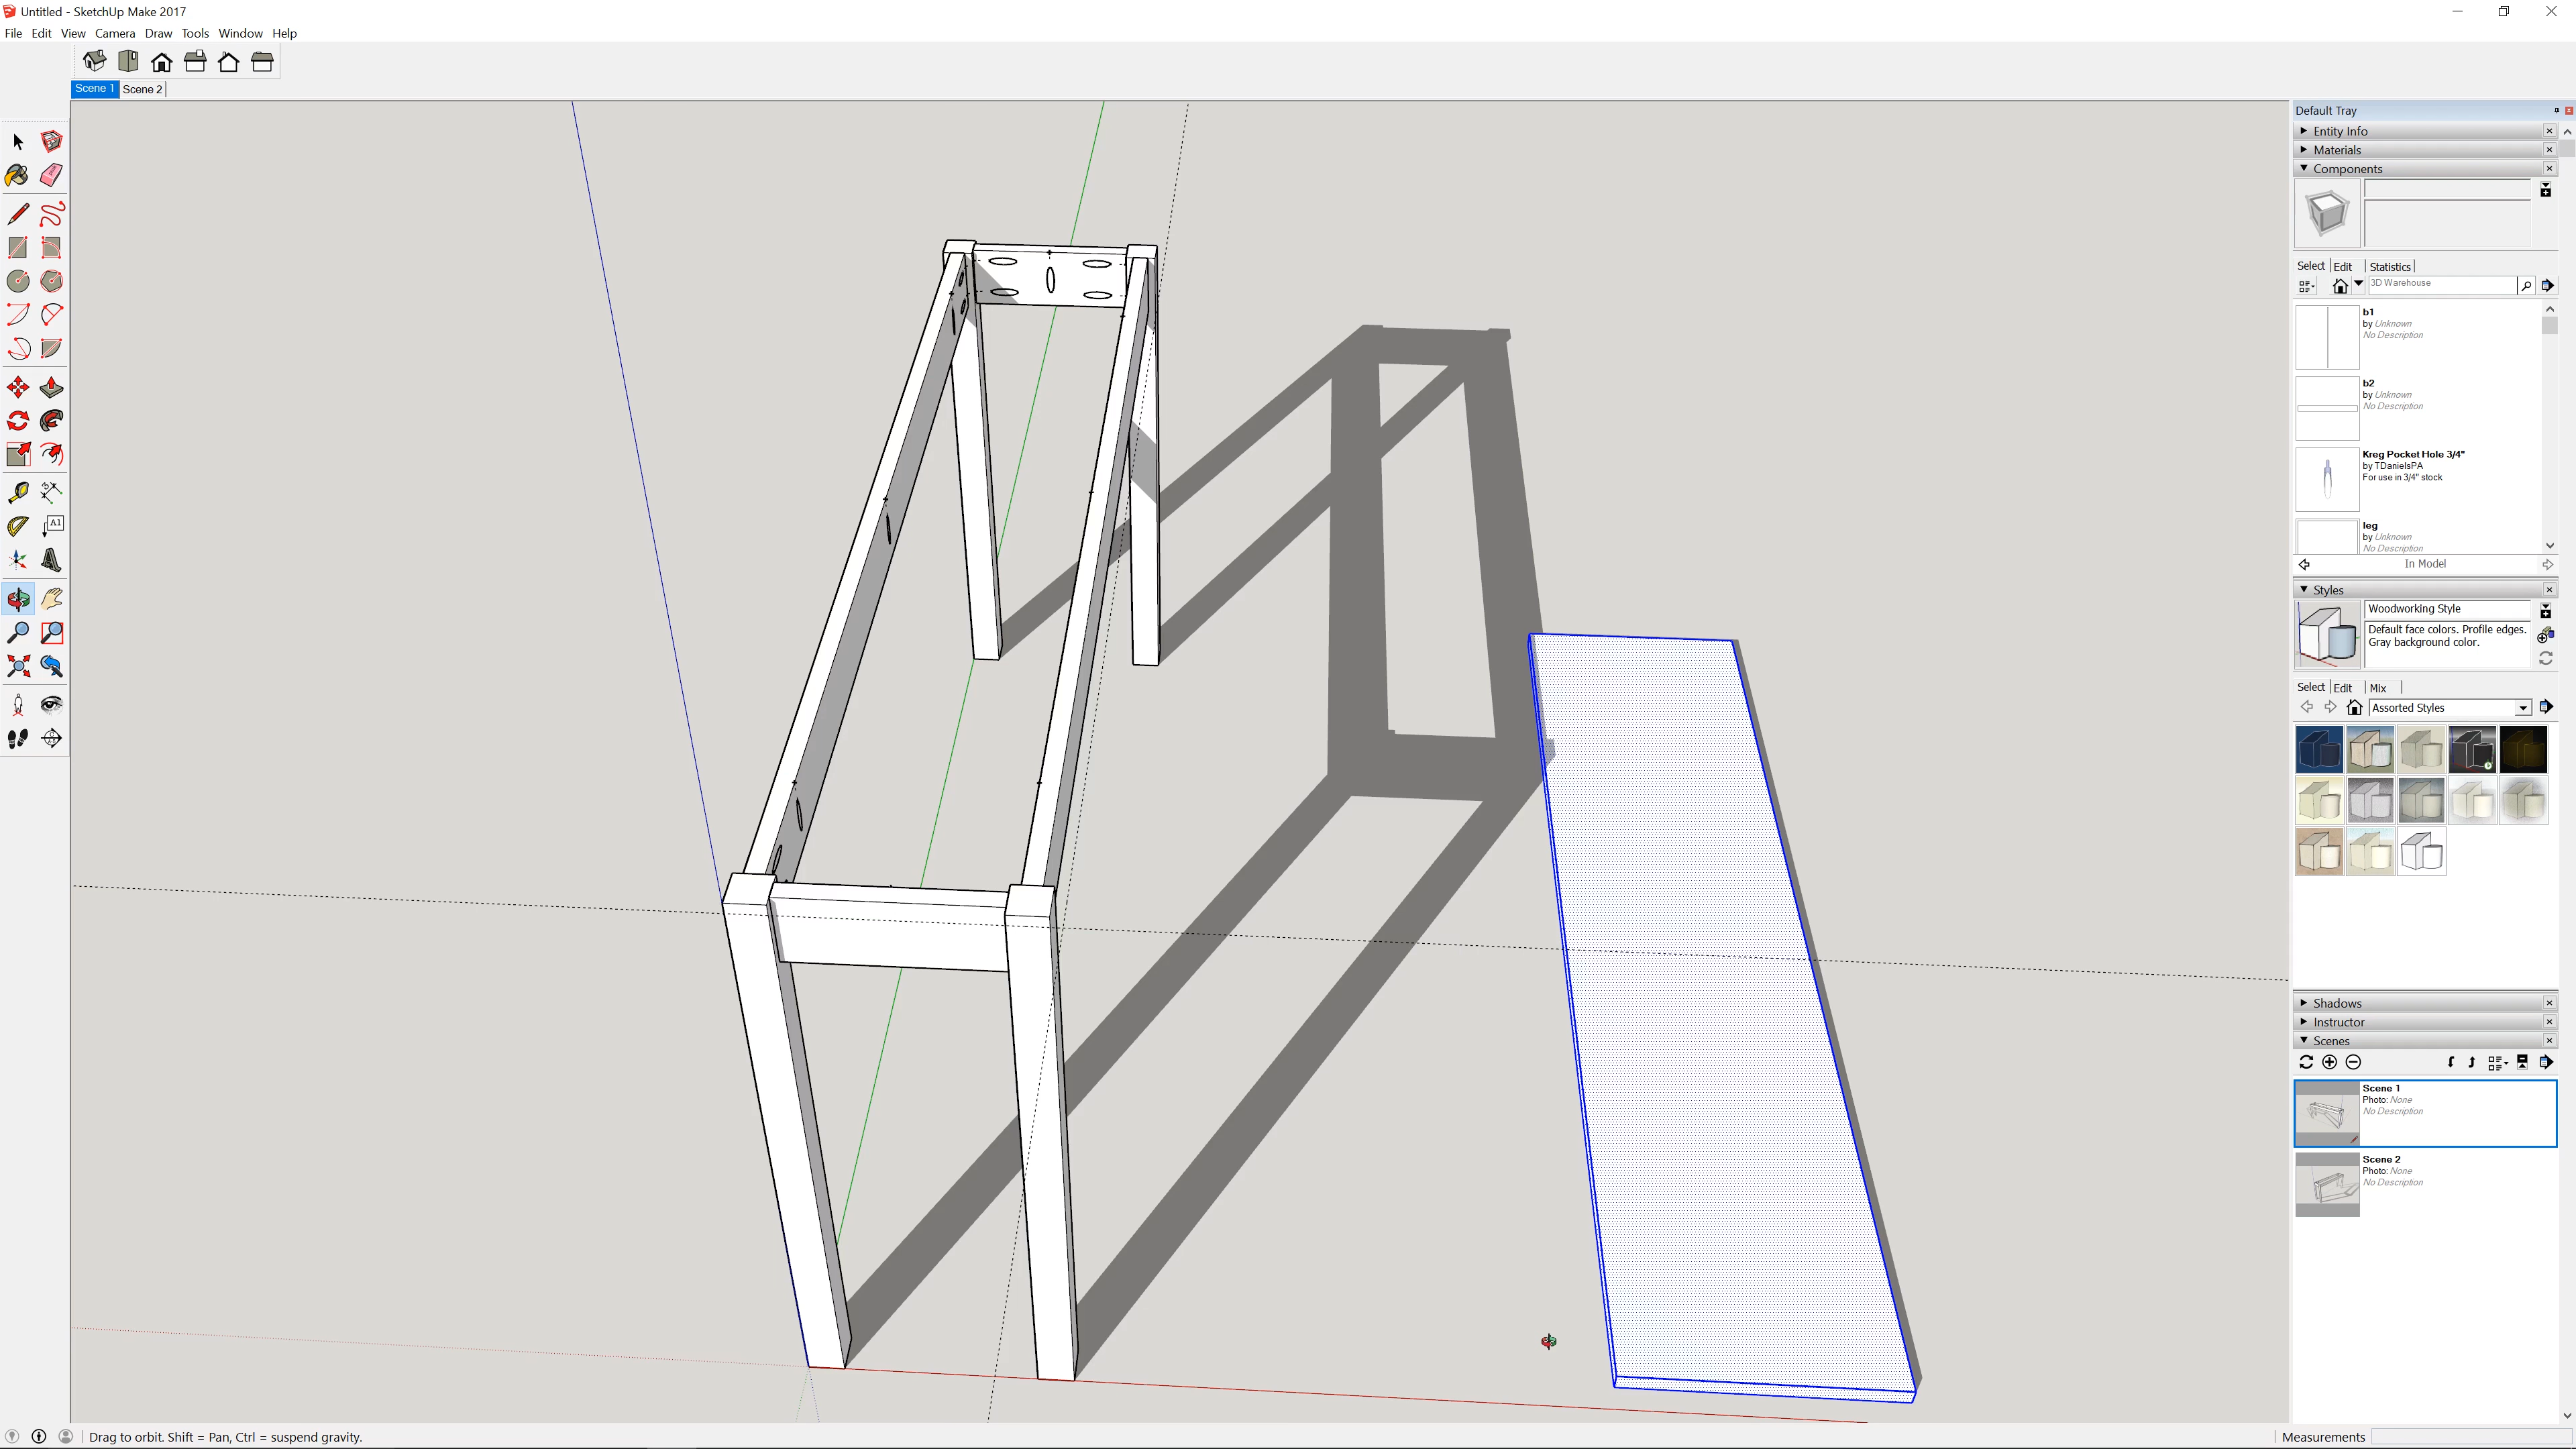 Untitled - SketchUp Make 2017
File Edit View Camera Draw Tools Window Help
Scene 1 Scene 2
A1
Default Tray
Entity Info
Materials
Components
Select Edit Statistics
3D Warehouse
b1
by Unknown
No Description
b2
by Unknown
No Description
Kreg Pocket Hole 3/4"
by TDanielsPA
For use in 3/4" stock
leg
by Unknown
No Description
In Model
Styles
Woodworking Style
Default face colors. Profile edges.
Gray background color.
Select Edit Mix
Assorted Styles
Shadows
Instructor
Scenes
Scene 1
Photo: None
No Description
Scene 2
Photo: None
No Description
Drag to orbit. Shift = Pan, Ctrl = suspend gravity.
Measurements